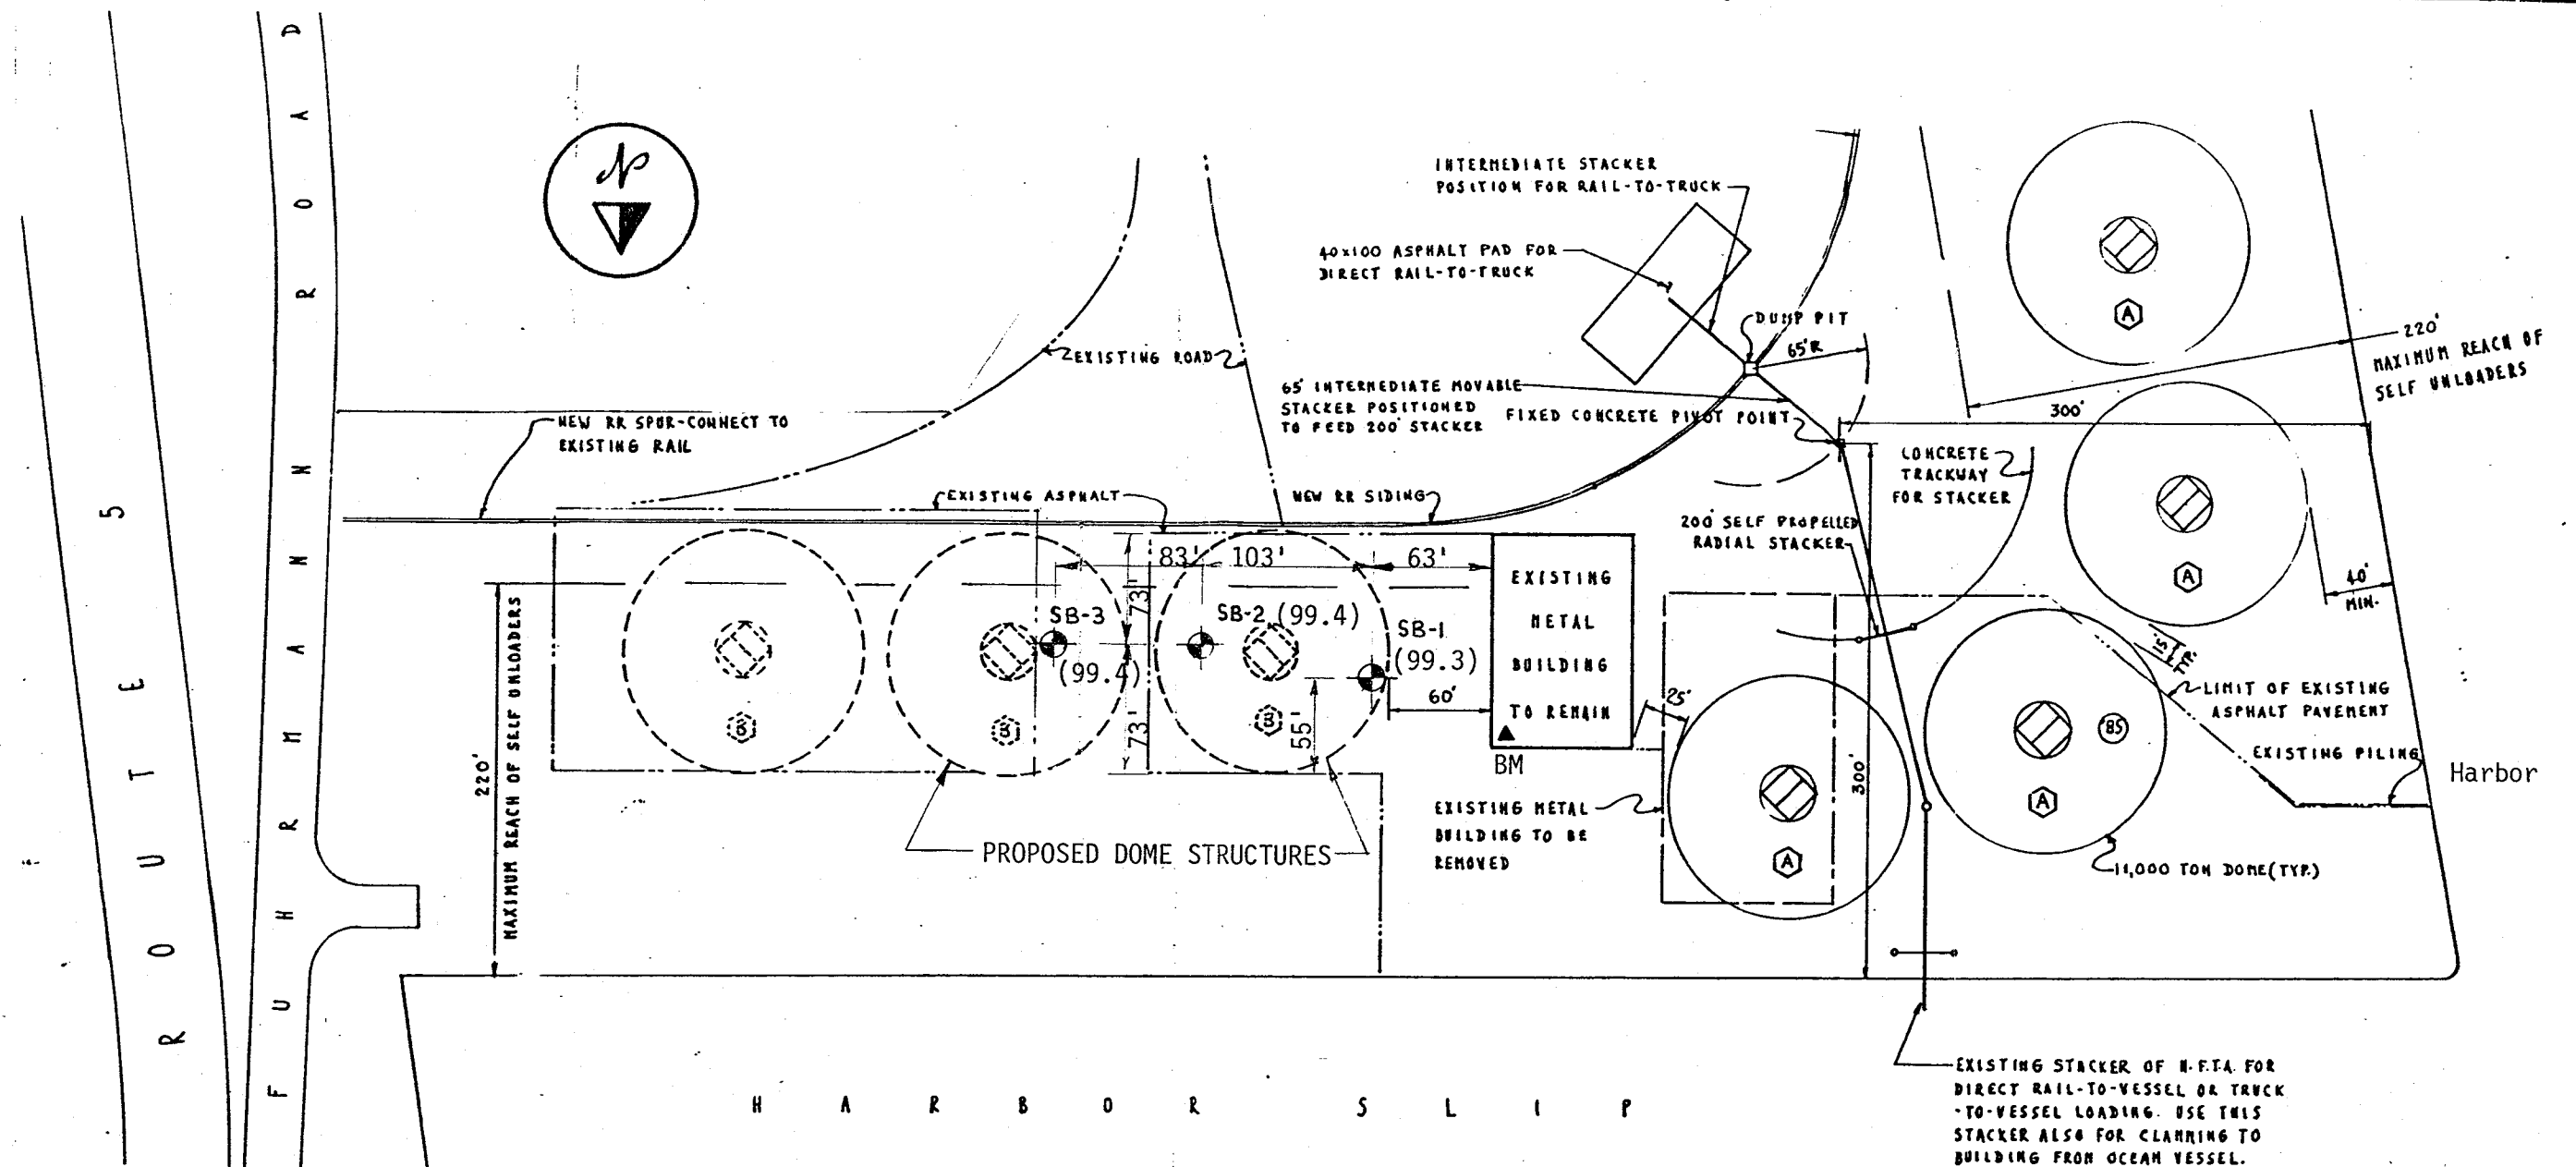 ROUTE 5
FUHRMANN ROAD
N
INTERMEDIATE STACKER
POSITION FOR RAIL-TO-TRUCK
40x100 ASPHALT PAD FOR
DIRECT RAIL-TO-TRUCK
DUMP PIT
65'R
EXISTING ROAD
65' INTERMEDIATE MOVABLE
STACKER POSITIONED
TO FEED 200' STACKER
FIXED CONCRETE PIVOT POINT
300'
220'
MAXIMUM REACH OF
SELF UNLOADERS
A
NEW RR SPUR-CONNECT TO
EXISTING RAIL
EXISTING ASPHALT
NEW RR SIDING
CONCRETE
TRACKWAY
FOR STACKER
200' SELF PROPELLED
RADIAL STACKER
A
40'
MIN.
83'
103'
63'
73'
73'
SB-3
(99.4)
SB-2 (99.4)
SB-1
(99.3)
60'
55'
EXISTING
METAL
BUILDING
TO REMAIN
BM
25'
15'
TYP.
LIMIT OF EXISTING
ASPHALT PAVEMENT
EXISTING PILING
Harbor
B
B
B
85
A
A
220'
MAXIMUM REACH OF SELF UNLOADERS
PROPOSED DOME STRUCTURES
EXISTING METAL
BUILDING TO BE
REMOVED
300'
11,000 TON DOME (TYP.)
HARBOR SLIP
EXISTING STACKER OF N.F.T.A. FOR
DIRECT RAIL-TO-VESSEL OR TRUCK
-TO-VESSEL LOADING. USE THIS
STACKER ALSO FOR CLAMMING TO
BUILDING FROM OCEAN VESSEL.